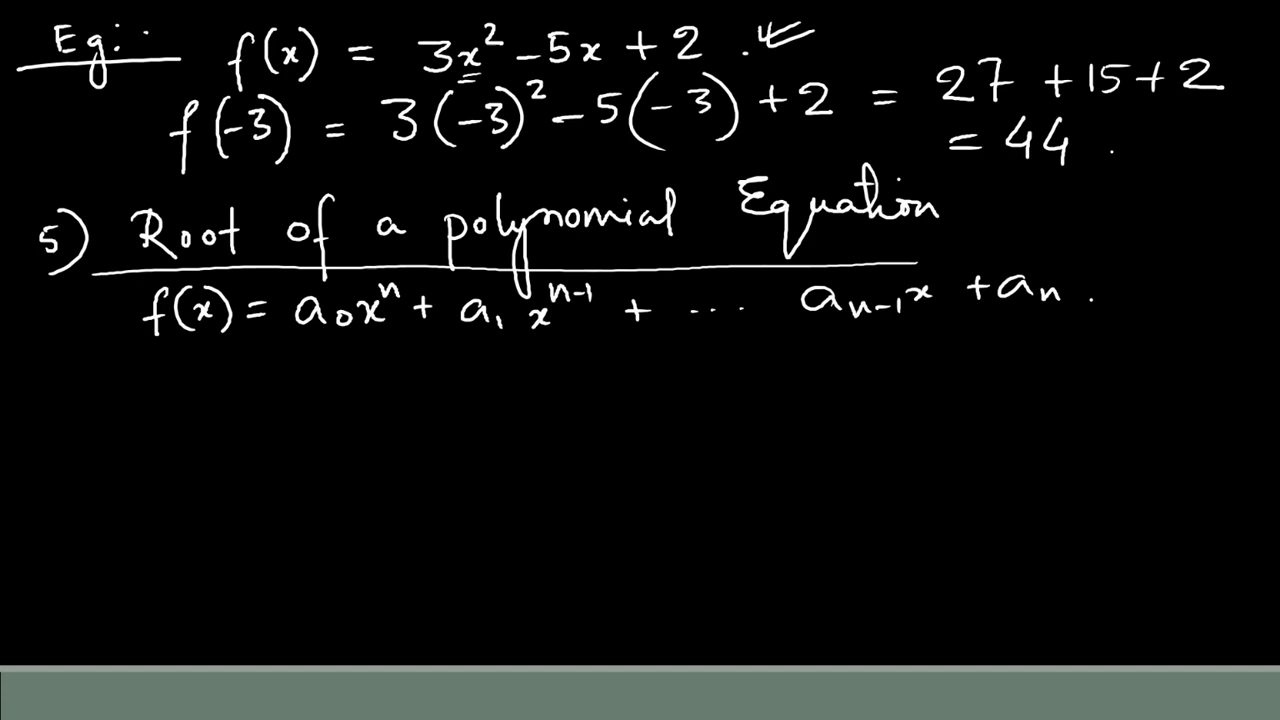 Eg:- f(x) = 3x² - 5x + 2 .
f(-3) = 3(-3)² - 5(-3) + 2 = 27 + 15 + 2
= 44 .
5) Root of a polynomial Equation
f(x) = a₀xⁿ + a₁xⁿ⁻¹ + ... aₙ₋₁x + aₙ .